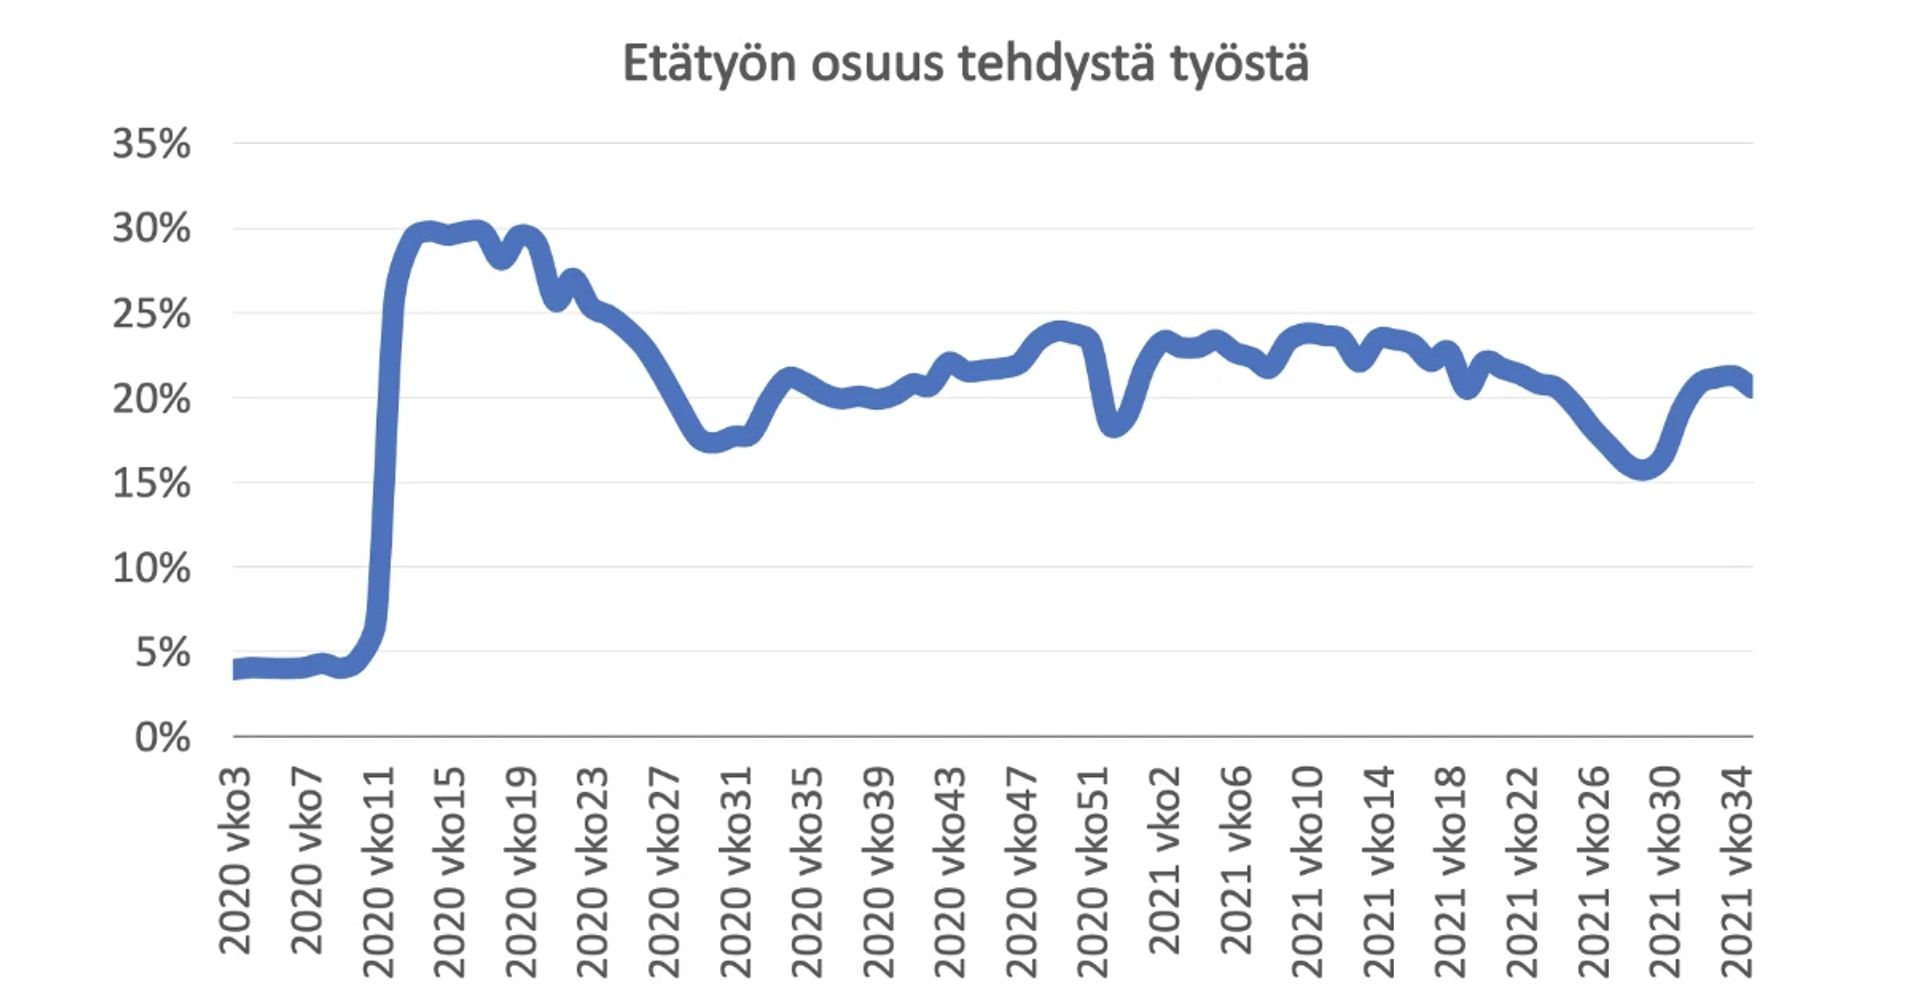 Etätyön osuus tehdystä työstä
35%
30%
25%
20%
15%
10%
5%
0%
2020 vko3
2020 vko7
2020 vko11
2020 vko15
2020 vko19
2020 vko23
2020 vko27
2020 vko31
2020 vko35
2020 vko39
2020 vko43
2020 vko47
2020 vko51
2021 vko2
2021 vko6
2021 vko10
2021 vko14
2021 vko18
2021 vko22
2021 vko26
2021 vko30
2021 vko34